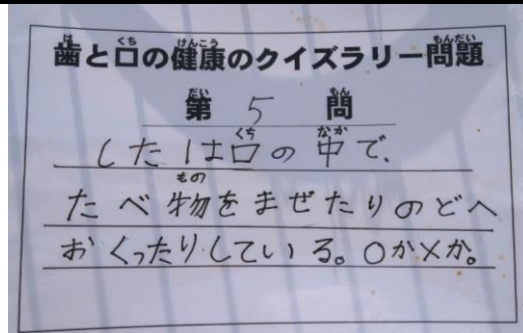 歯と口の健康のクイズラリー問題
第 5 問
したは口の中で、
たべ物をまぜたりのどへ
おくったりしている。○か×か。